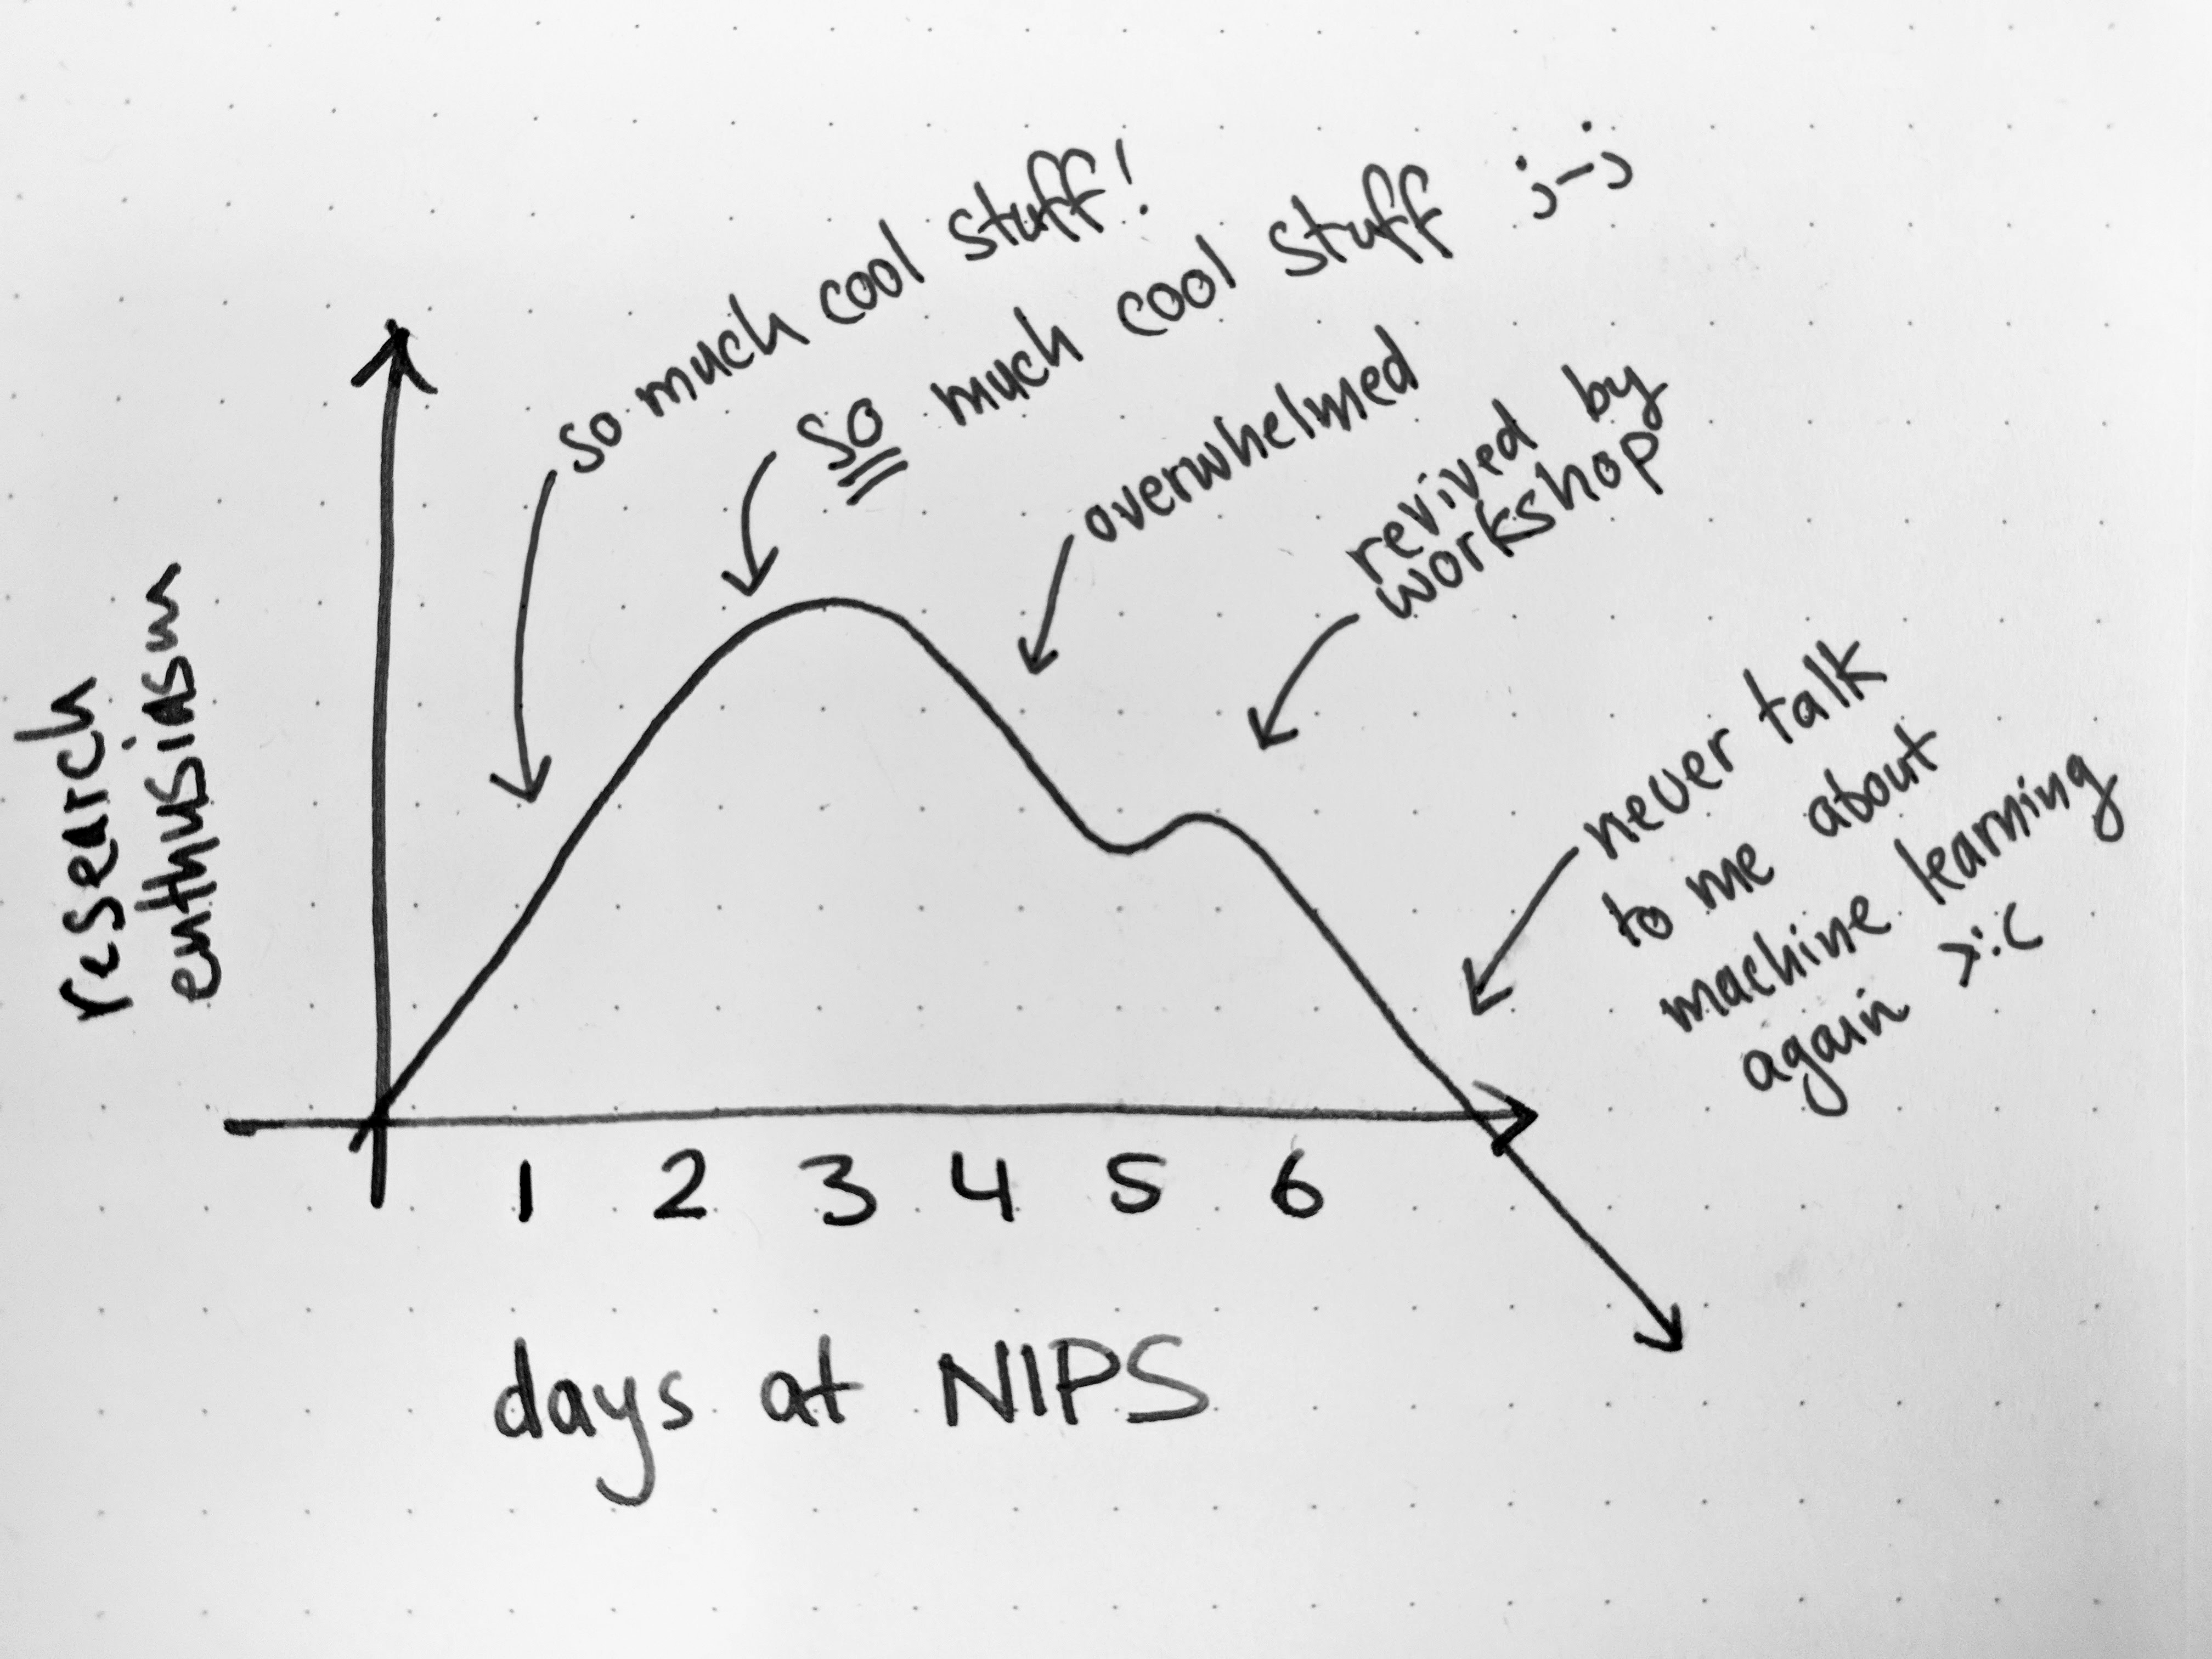 so much cool stuff!
so much cool stuff ;-;
overwhelmed
revived by
workshop
never talk
to me about
machine learning
again >:(
research
enthusiasm
1 2 3 4 5 6
days at NIPS